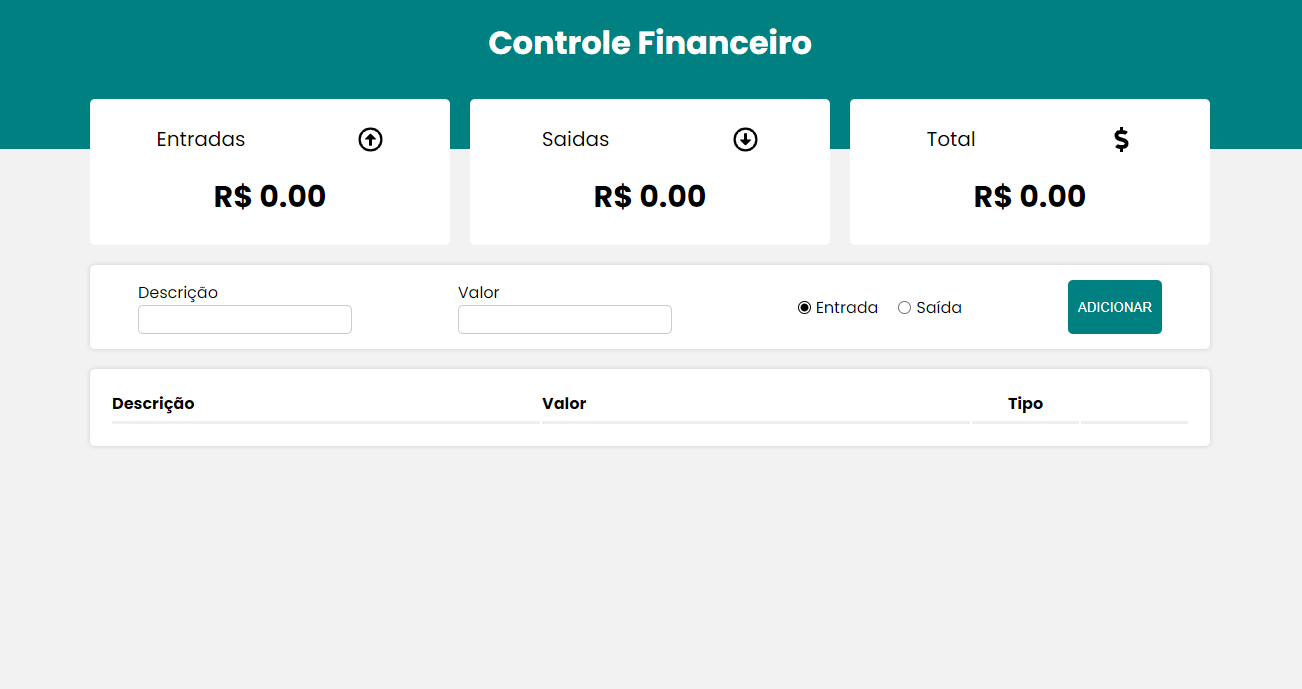 Controle Financeiro
Entradas
Saidas
Total
R$ 0.00
R$ 0.00
R$ 0.00
Descrição
Valor
Entrada
Saída
ADICIONAR
Descrição
Valor
Tipo